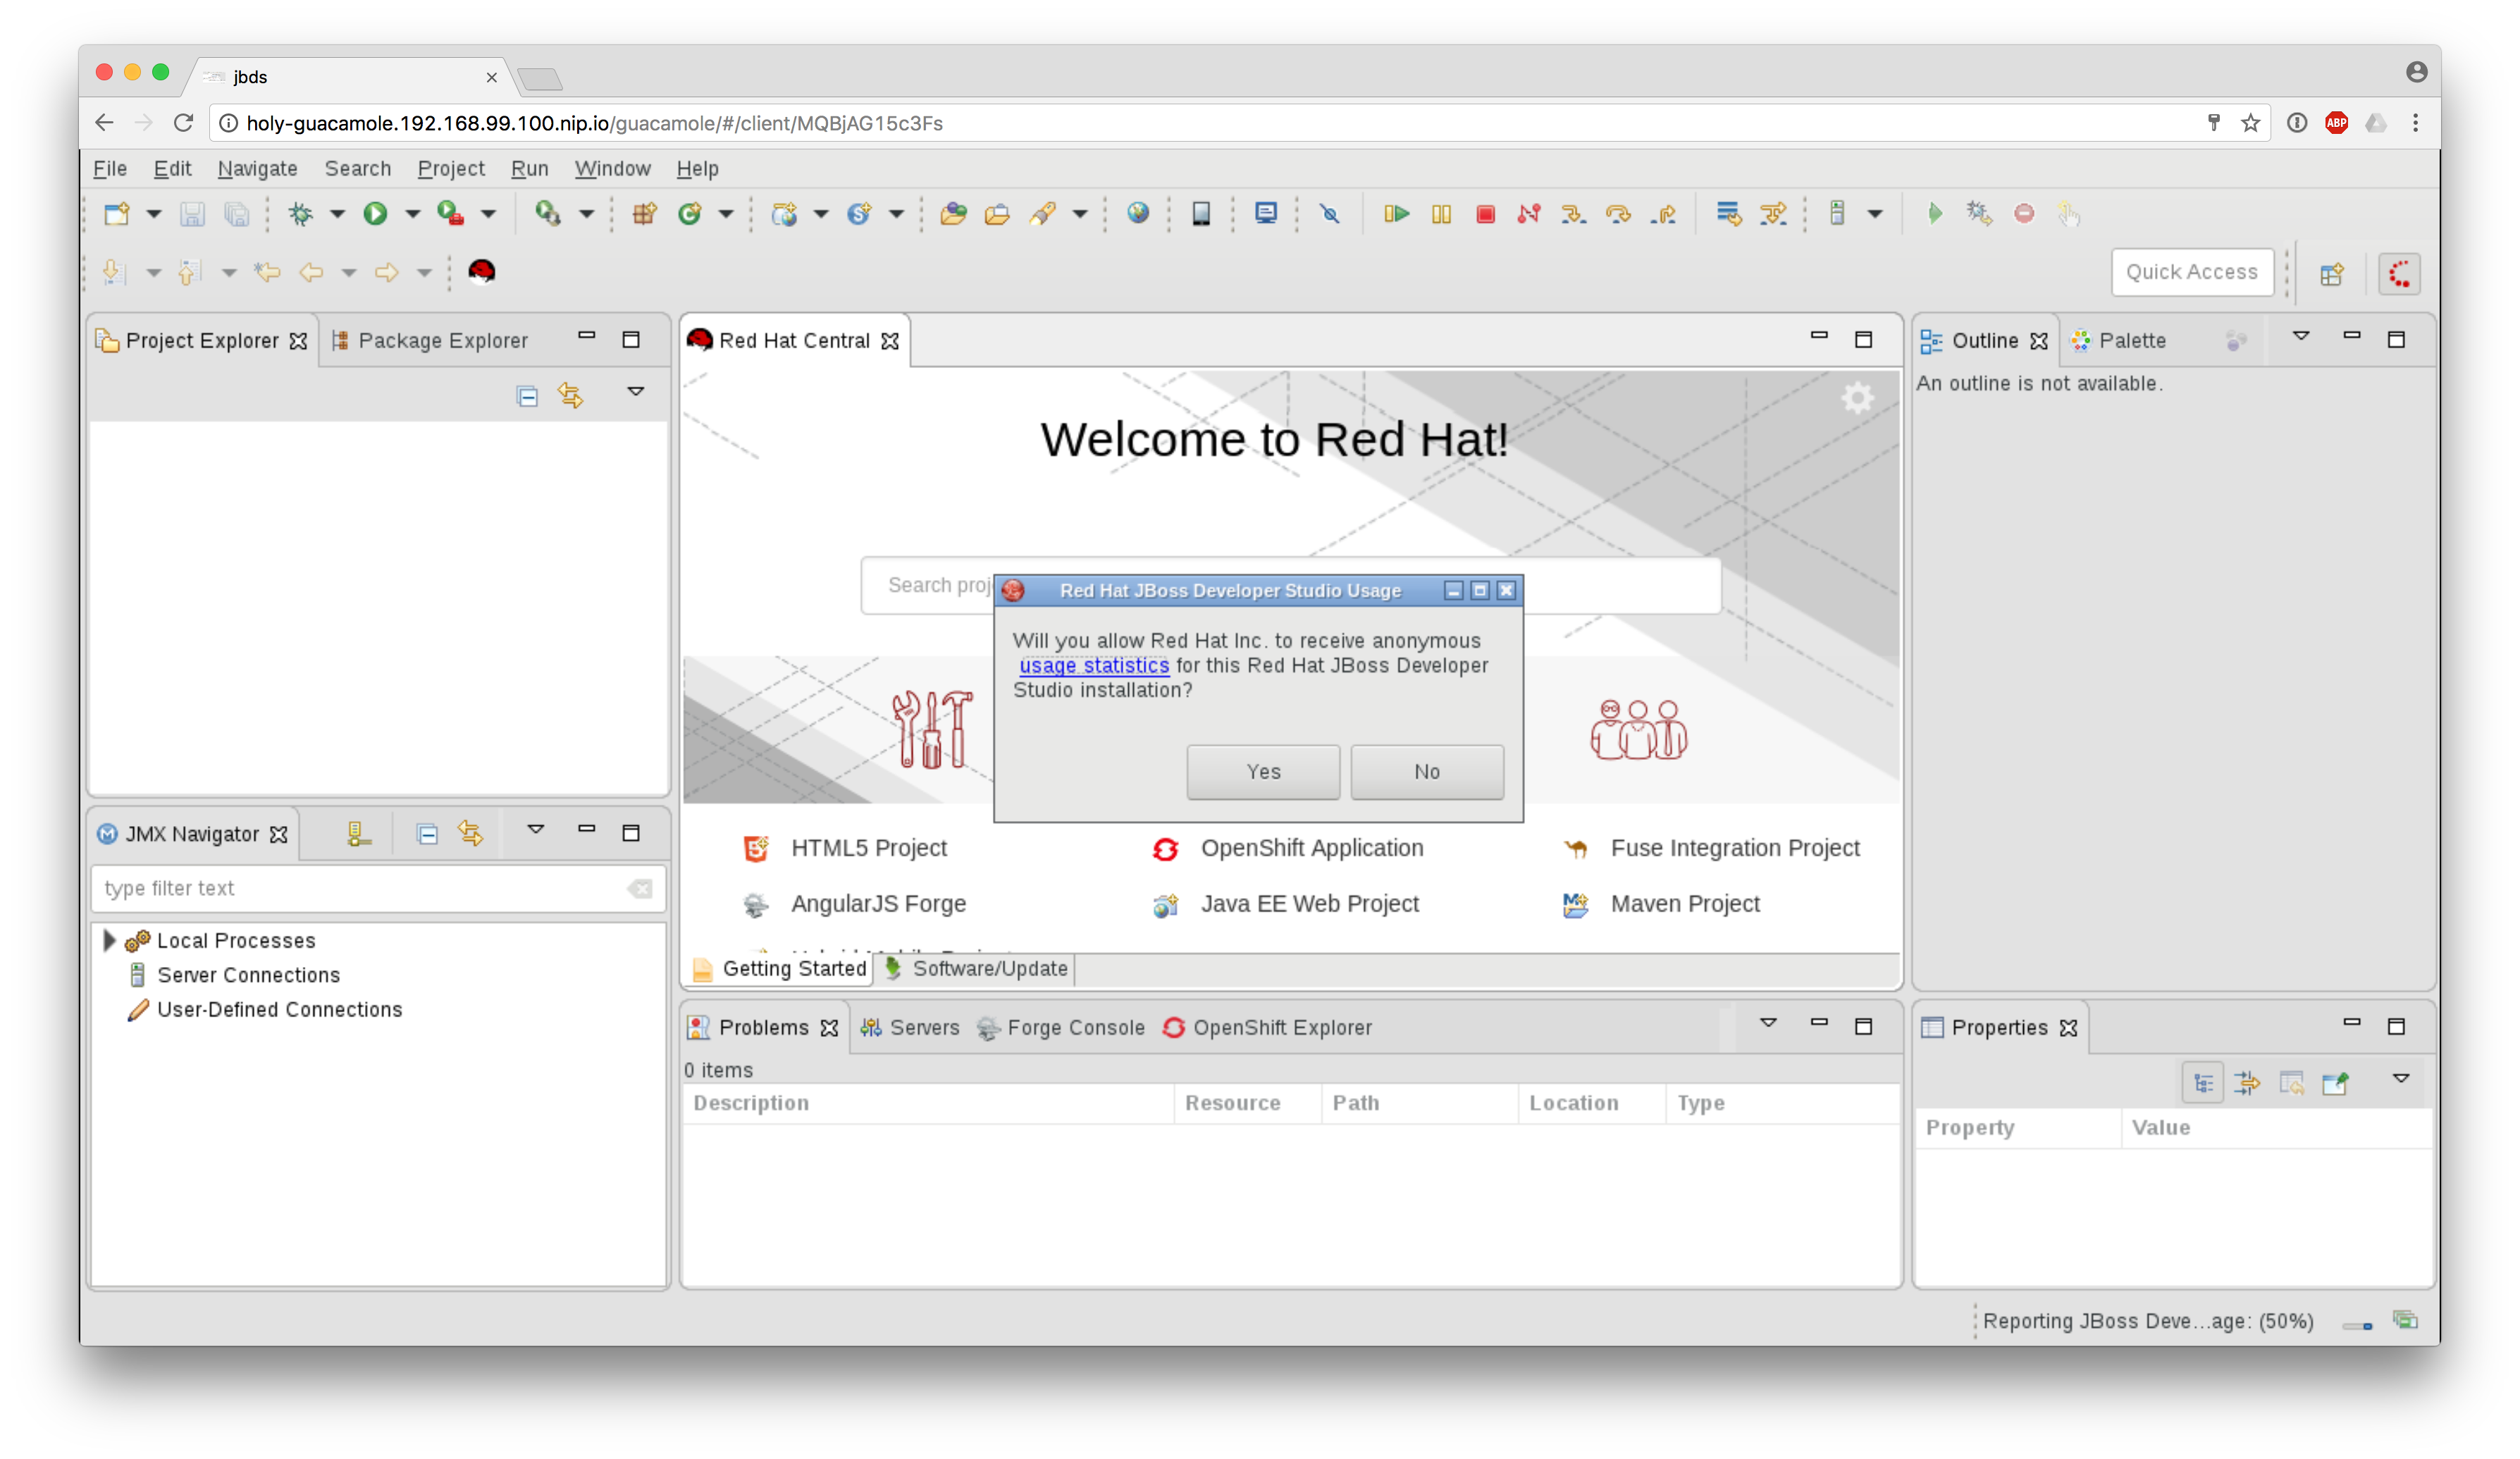 jbds
holy-guacamole.192.168.99.100.nip.io/guacamole/#/client/MQBjAG15c3Fs
ABP
File Edit Navigate Search Project Run Window Help
Quick Access
Project Explorer Package Explorer
Red Hat Central
Outline Palette
An outline is not available.
Welcome to Red Hat!
Search proj
Red Hat JBoss Developer Studio Usage
Will you allow Red Hat Inc. to receive anonymous
usage statistics for this Red Hat JBoss Developer
Studio installation?
Yes No
HTML5 Project OpenShift Application Fuse Integration Project
AngularJS Forge Java EE Web Project Maven Project
Getting Started Software/Update
JMX Navigator
type filter text
Local Processes
Server Connections
User-Defined Connections
Problems Servers Forge Console OpenShift Explorer
0 items
Description Resource Path Location Type
Properties
Property Value
Reporting JBoss Deve...age: (50%)